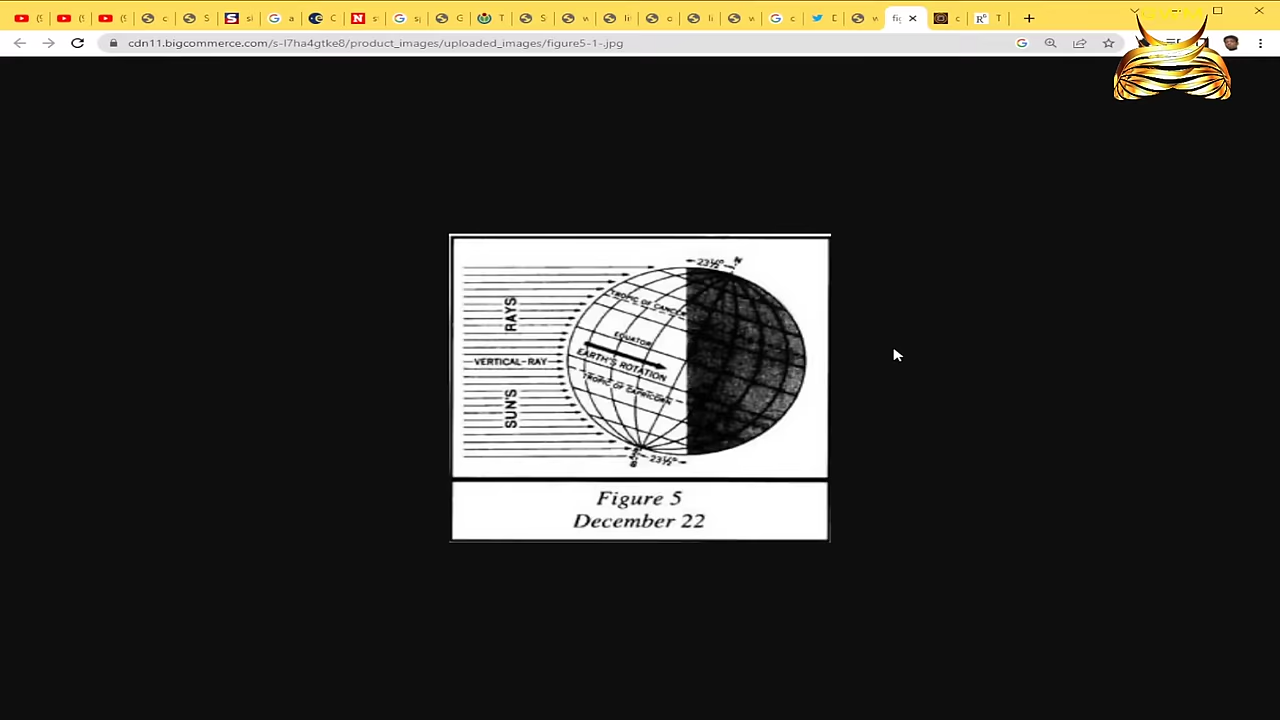 cdn11.bigcommerce.com/s-l7ha4gtke8/product_images/uploaded_images/figure5-1-.jpg
23½° N
TROPIC OF CANCER
RAYS
EQUATOR
VERTICAL-RAY
EARTH'S ROTATION
TROPIC OF CAPRICORN
SUN'S
23½°
Figure 5
December 22